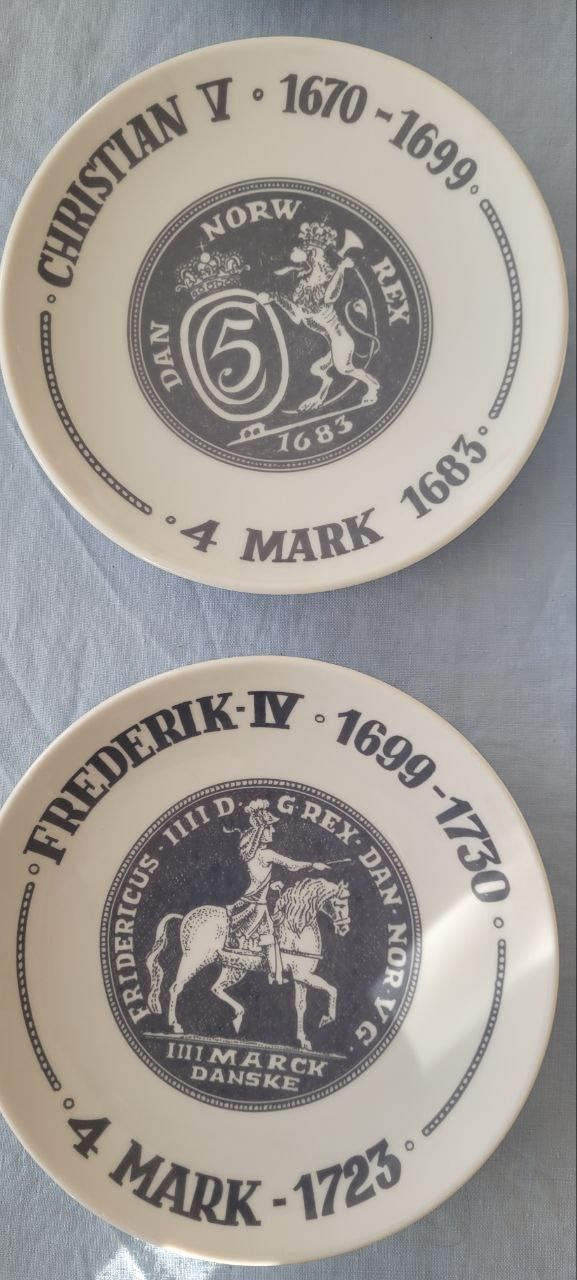 CHRISTIAN V · 1670-1699
DAN NORW REX
5
1683
4 MARK 1683
FREDERIK-IV · 1699-1730
FRIDERICUS · IIII D · G · REX · DAN · NOR V G ·
IIII MARCK
DANSKE
4 MARK - 1723